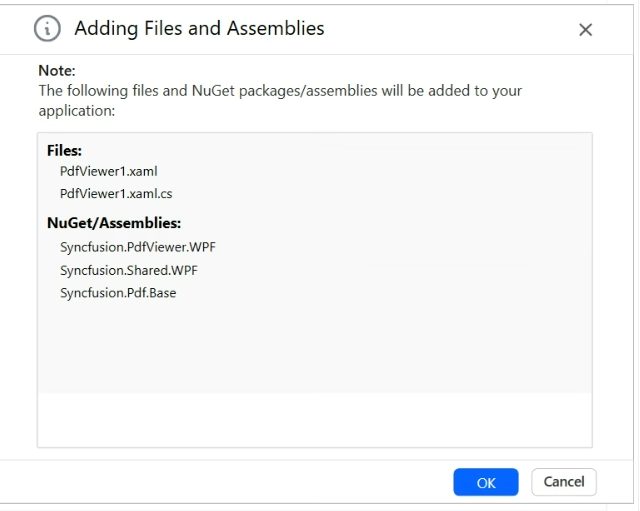 Adding Files and Assemblies
Note:
The following files and NuGet packages/assemblies will be added to your
application:
Files:
PdfViewer1.xaml
PdfViewer1.xaml.cs
NuGet/Assemblies:
Syncfusion.PdfViewer.WPF
Syncfusion.Shared.WPF
Syncfusion.Pdf.Base
OK
Cancel